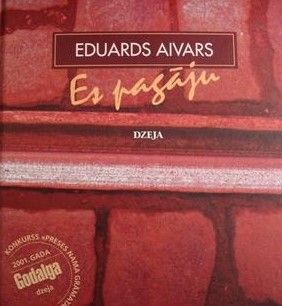 EDUARDS AIVARS
Es pagāju
DZEJA
KONKURSS «PRESES NAMA GRĀMATA»
2001. GADA
Godalga
dzeja